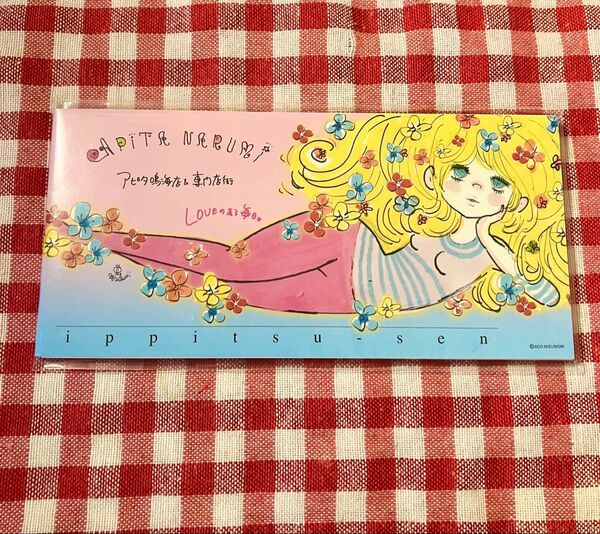 APiTA NARUMi
アピタ鳴海店&専門店街
LOVEのある毎日。
ippitsu-sen
©ADO MIZUMORI